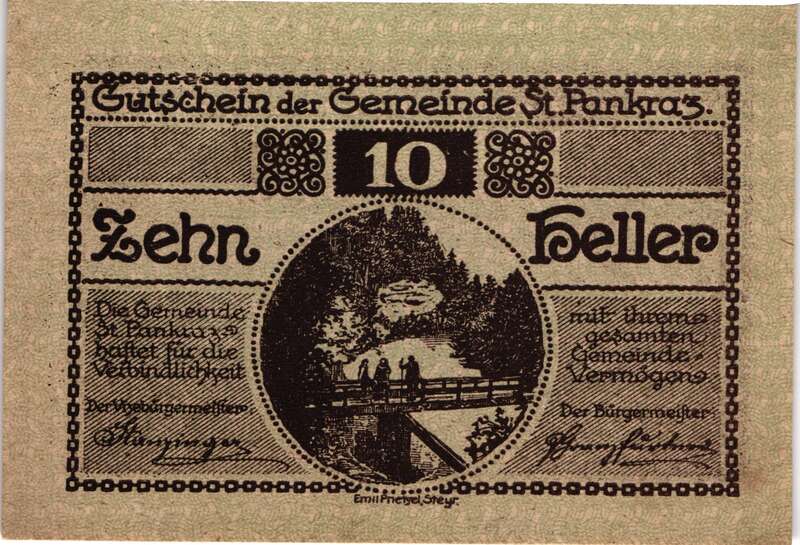 Gutschein der Gemeinde St. Pankraz.
10
Zehn Heller
Die Gemeinde
St. Pankraz
haftet für die
Verbindlichkeit
mit ihrem
gesamten
Gemeinde-
Vermögen
Der Vizebürgermeister
Der Bürgermeister
Emil Prietzel, Steyr.